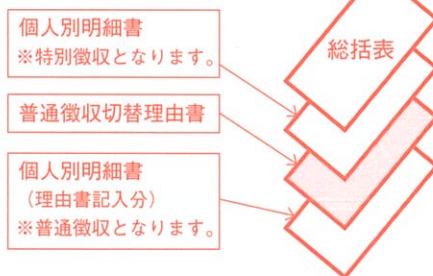 個人別明細書
※特別徴収となります。
総括表
普通徴収切替理由書
個人別明細書
（理由書記入分）
※普通徴収となります。